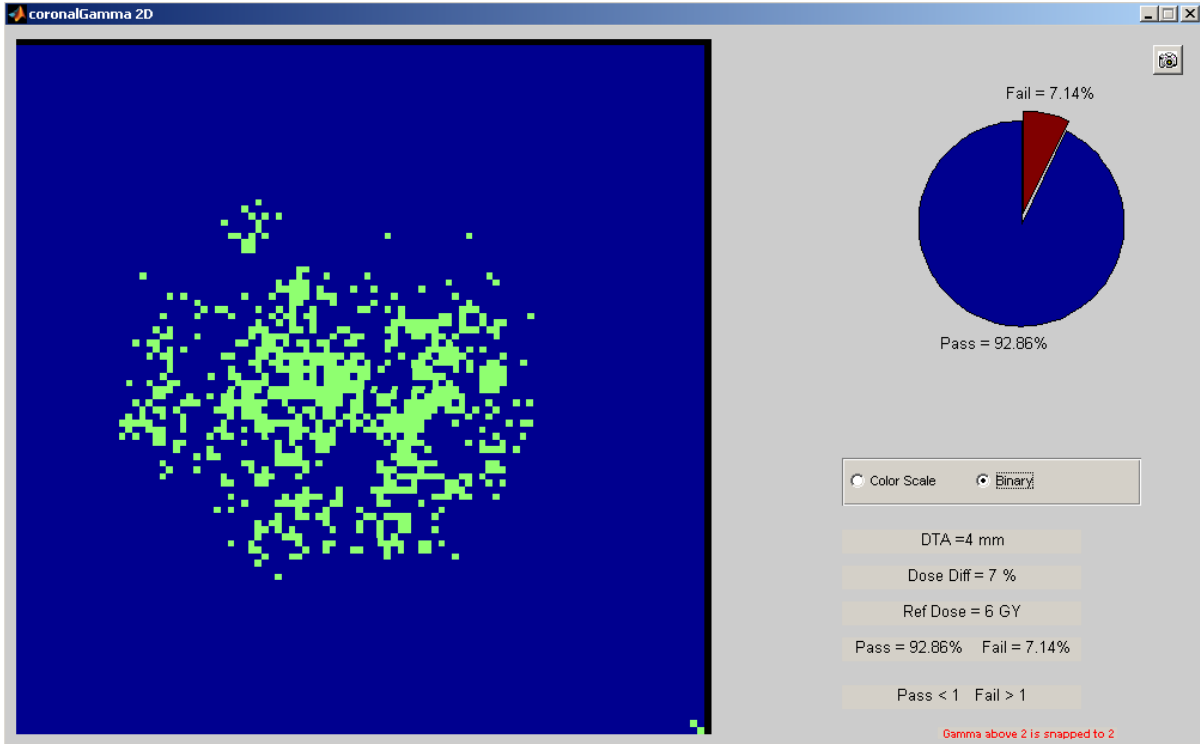 coronalGamma 2D
Fail = 7.14%
Pass = 92.86%
Color Scale Binary
DTA =4 mm
Dose Diff = 7 %
Ref Dose = 6 GY
Pass = 92.86% Fail = 7.14%
Pass < 1 Fail > 1
Gamma above 2 is snapped to 2